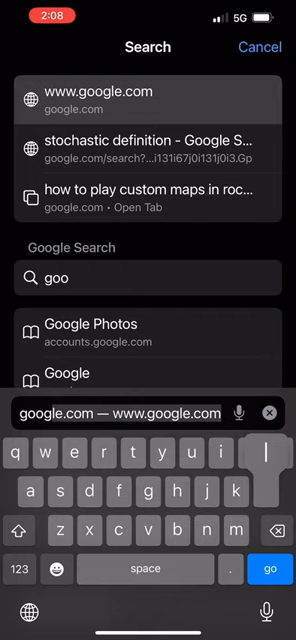 2:08
5G
Search
Cancel
www.google.com
google.com
stochastic definition - Google S...
google.com/search?...i131i67j0i131j0i3.Gp
how to play custom maps in roc...
google.com • Open Tab
Google Search
goo
Google Photos
accounts.google.com
Google
google.com — www.google.com
q w e r t y u i l
a s d f g h j k
z x c v b n m
123
space
.
go